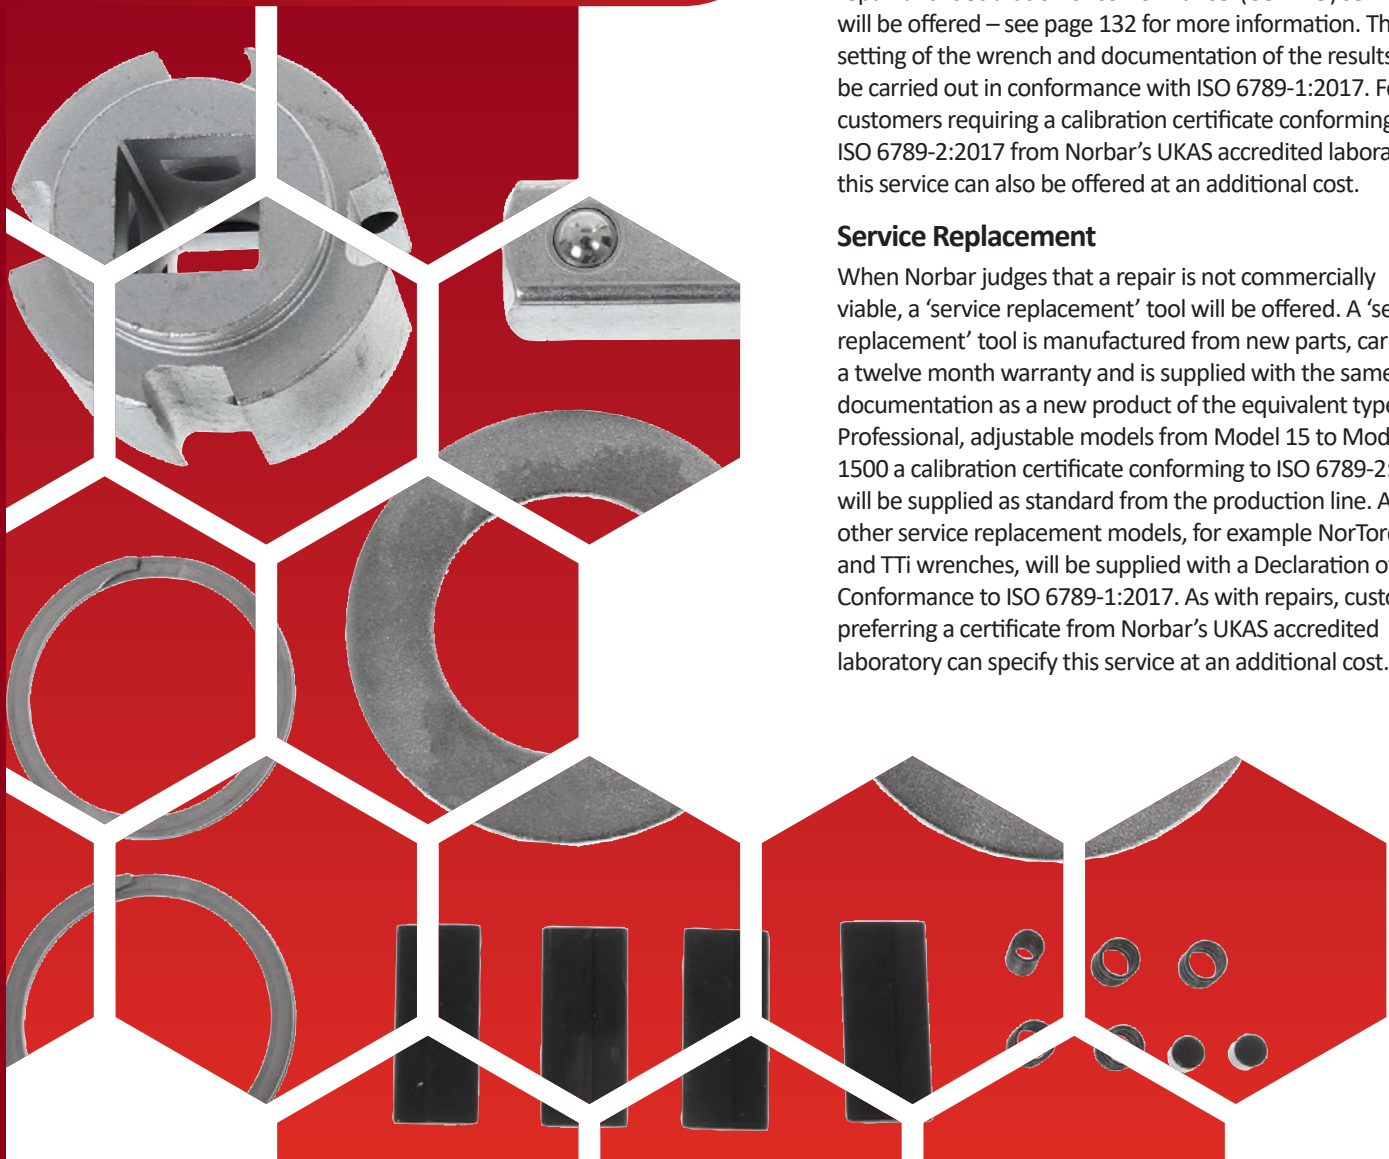 will be offered – see page 132 for more information. Th
setting of the wrench and documentation of the results
be carried out in conformance with ISO 6789-1:2017. F
customers requiring a calibration certificate conforming
ISO 6789-2:2017 from Norbar’s UKAS accredited labora
this service can also be offered at an additional cost.
Service Replacement
When Norbar judges that a repair is not commercially
viable, a ‘service replacement’ tool will be offered. A ‘se
replacement’ tool is manufactured from new parts, car
a twelve month warranty and is supplied with the same
documentation as a new product of the equivalent type
Professional, adjustable models from Model 15 to Mod
1500 a calibration certificate conforming to ISO 6789-2:
will be supplied as standard from the production line. A
other service replacement models, for example NorTor
and TTi wrenches, will be supplied with a Declaration o
Conformance to ISO 6789-1:2017. As with repairs, custo
preferring a certificate from Norbar’s UKAS accredited
laboratory can specify this service at an additional cost.